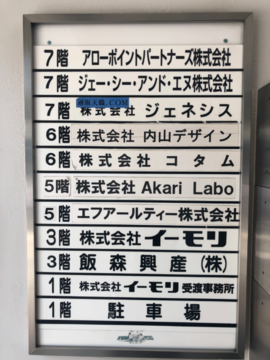 7階 アローポイントパートナーズ株式会社
7階 ジェー・シー・アンド・エヌ株式会社
通販天職.COM
7階 株式会社 ジェネシス
6階 株式会社 内山デザイン
6階 株式会社 コタム
5階 株式会社 Akari Labo
5階 エフアールティー株式会社
3階 株式会社 イーモリ
3階 飯森興産(株)
1階 株式会社 イーモリ 受渡事務所
1階 駐車場